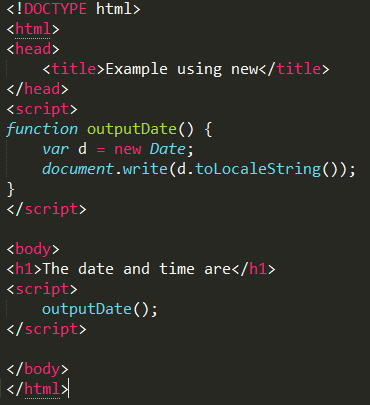 <!DOCTYPE html>
<html>
<head>
    <title>Example using new</title>
</head>
<script>
function outputDate() {
    var d = new Date;
    document.write(d.toLocaleString());
}
</script>

<body>
<h1>The date and time are</h1>
<script>
    outputDate();
</script>

</body>
</html>